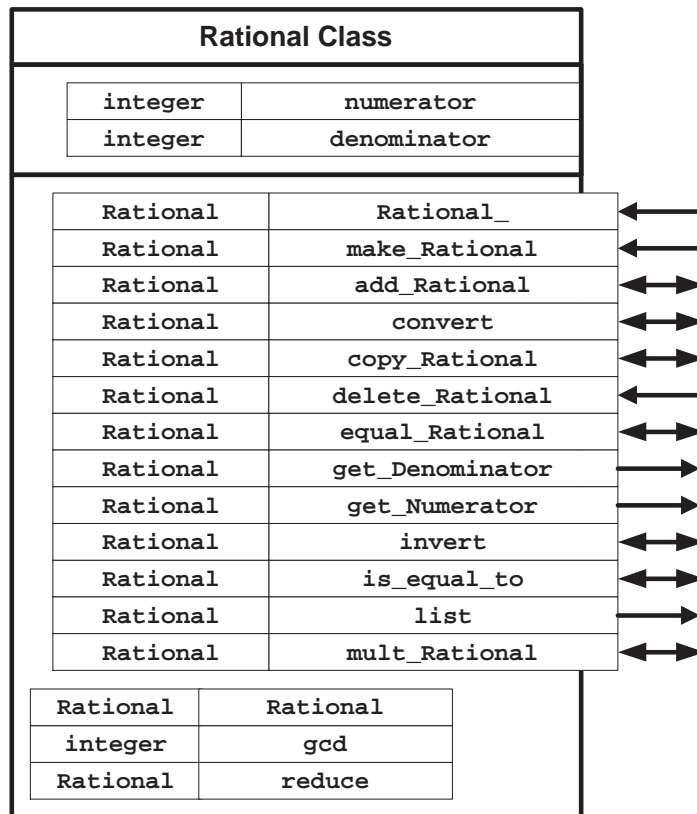 Rational Class
integer numerator
integer denominator
Rational Rational_
Rational make_Rational
Rational add_Rational
Rational convert
Rational copy_Rational
Rational delete_Rational
Rational equal_Rational
Rational get_Denominator
Rational get_Numerator
Rational invert
Rational is_equal_to
Rational list
Rational mult_Rational
Rational Rational
integer gcd
Rational reduce